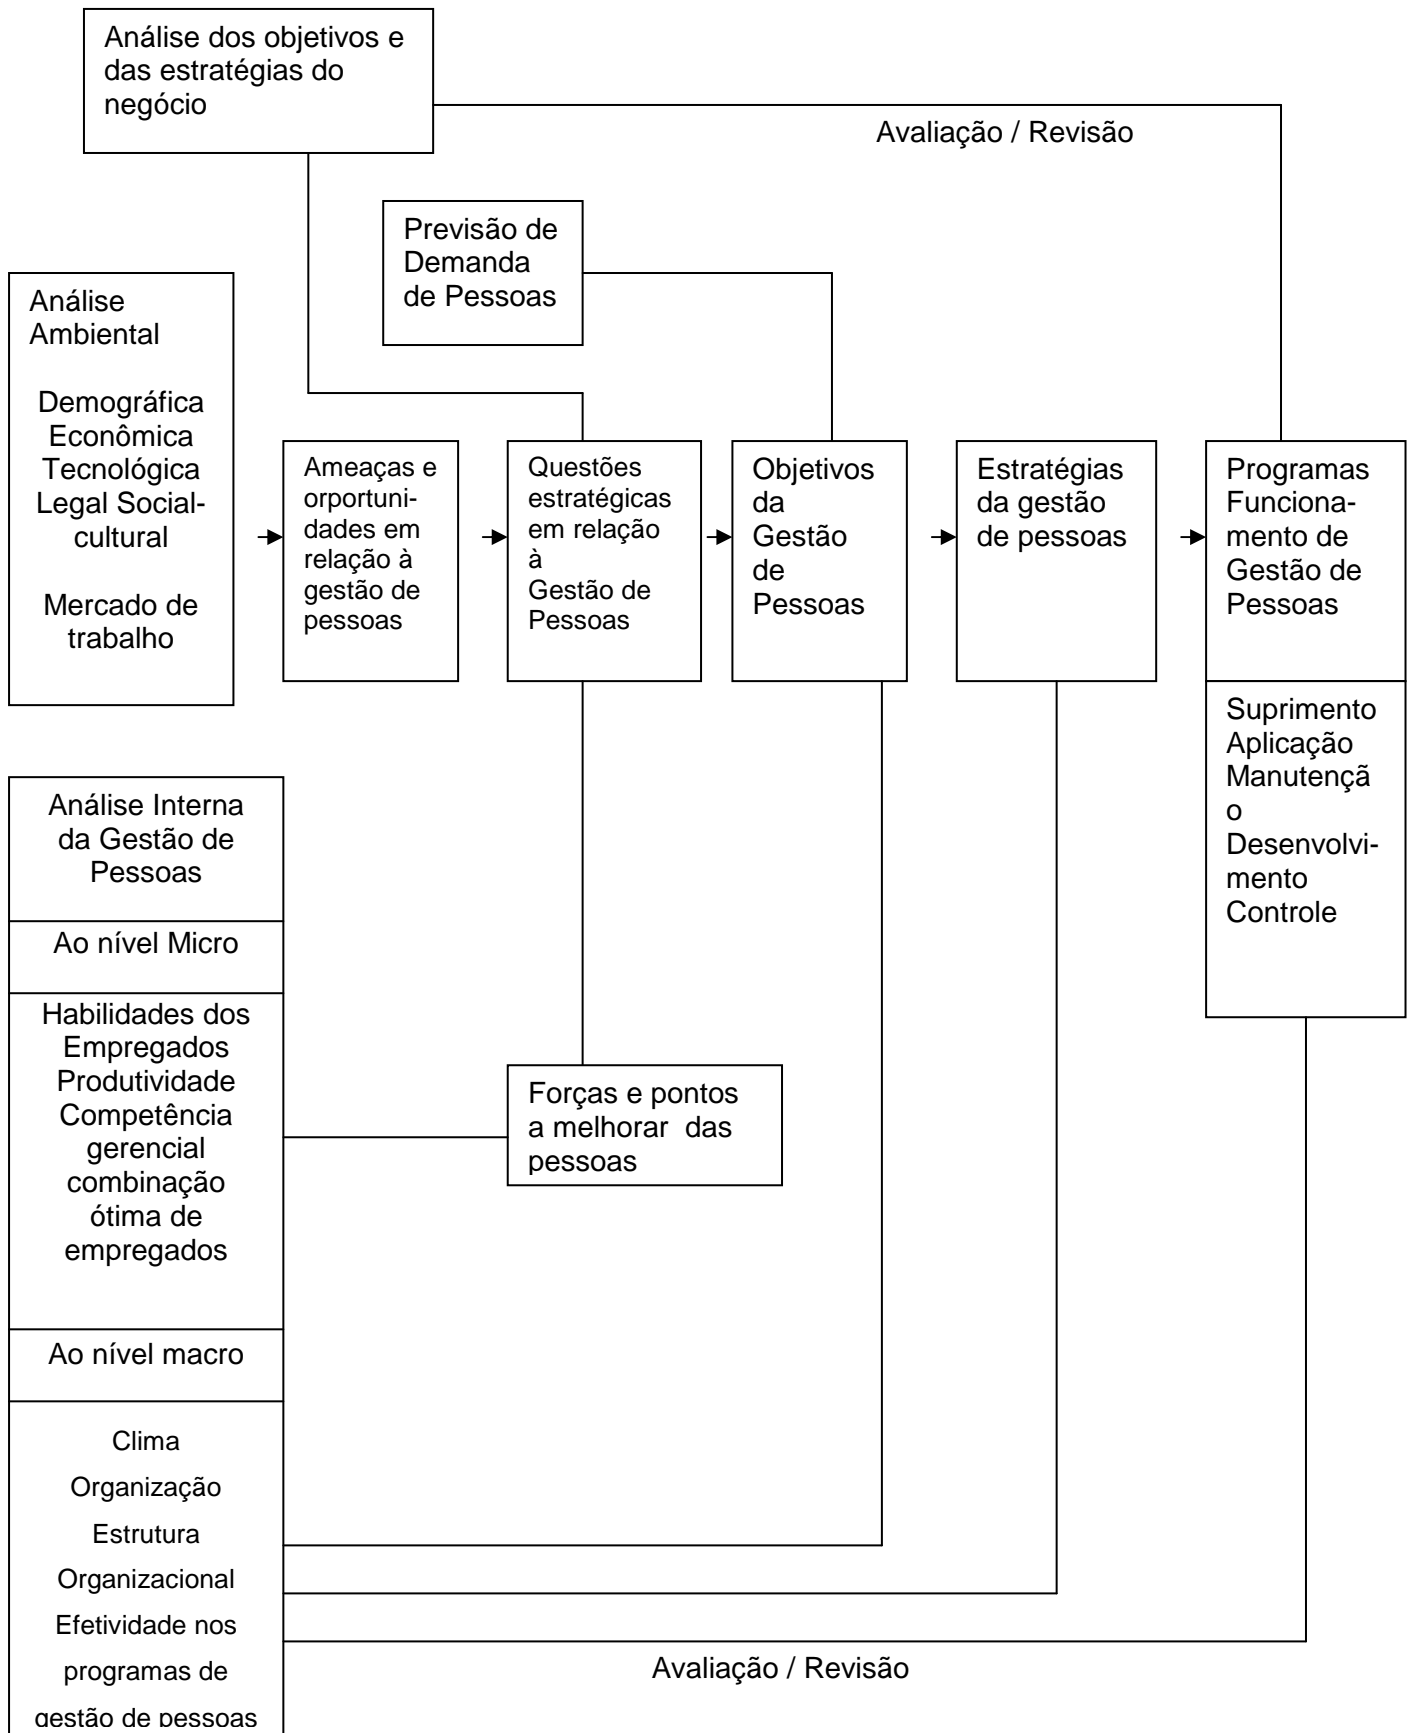 Análise dos objetivos e
das estratégias do
negócio
Avaliação / Revisão
Previsão de
Demanda
de Pessoas
Análise
Ambiental
Demográfica
Econômica
Tecnológica
Legal Social-
cultural
Mercado de
trabalho
Ameaças e
orportuni-
dades em
relação à
gestão de
pessoas
Questões
estratégicas
em relação
à
Gestão de
Pessoas
Objetivos
da
Gestão
de
Pessoas
Estratégias
da gestão
de pessoas
Programas
Funciona-
mento de
Gestão de
Pessoas
Suprimento
Aplicação
Manutençã
o
Desenvolvi-
mento
Controle
Análise Interna
da Gestão de
Pessoas
Ao nível Micro
Habilidades dos
Empregados
Produtividade
Competência
gerencial
combinação
ótima de
empregados
Forças e pontos
a melhorar  das
pessoas
Ao nível macro
Clima
Organização
Estrutura
Organizacional
Efetividade nos
programas de
gestão de pessoas
Avaliação / Revisão